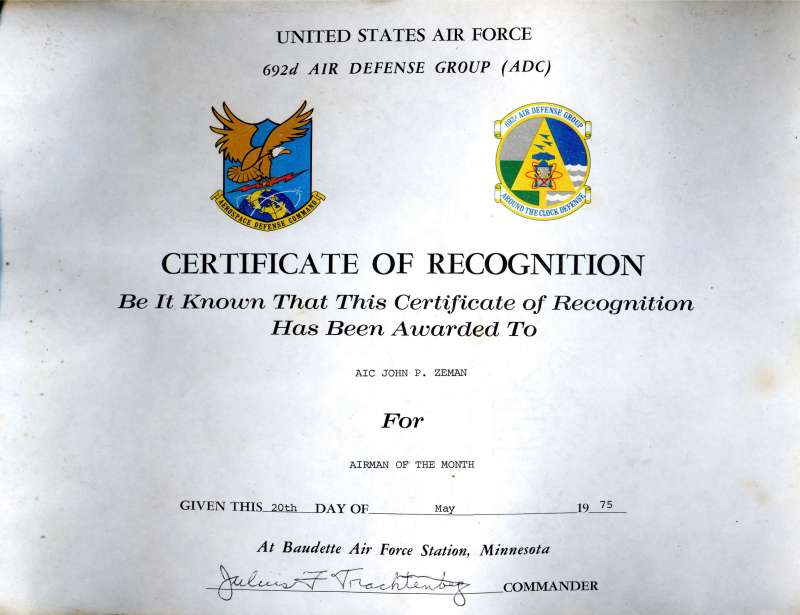 UNITED STATES AIR FORCE
692d AIR DEFENSE GROUP (ADC)
AEROSPACE DEFENSE COMMAND
692d AIR DEFENSE GROUP
AROUND THE CLOCK DEFENSE
CERTIFICATE OF RECOGNITION
Be It Known That This Certificate of Recognition
Has Been Awarded To
AIC JOHN P. ZEMAN
For
AIRMAN OF THE MONTH
GIVEN THIS 20th DAY OF May 19 75
At Baudette Air Force Station, Minnesota
Julius F Trachtenberg COMMANDER